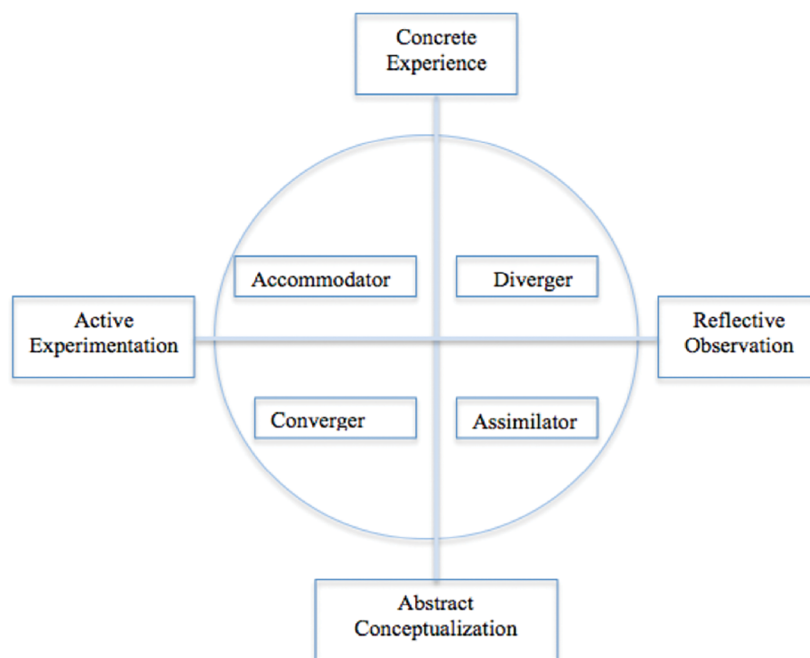 Concrete
Experience
Accommodator
Diverger
Active
Experimentation
Reflective
Observation
Converger
Assimilator
Abstract
Conceptualization